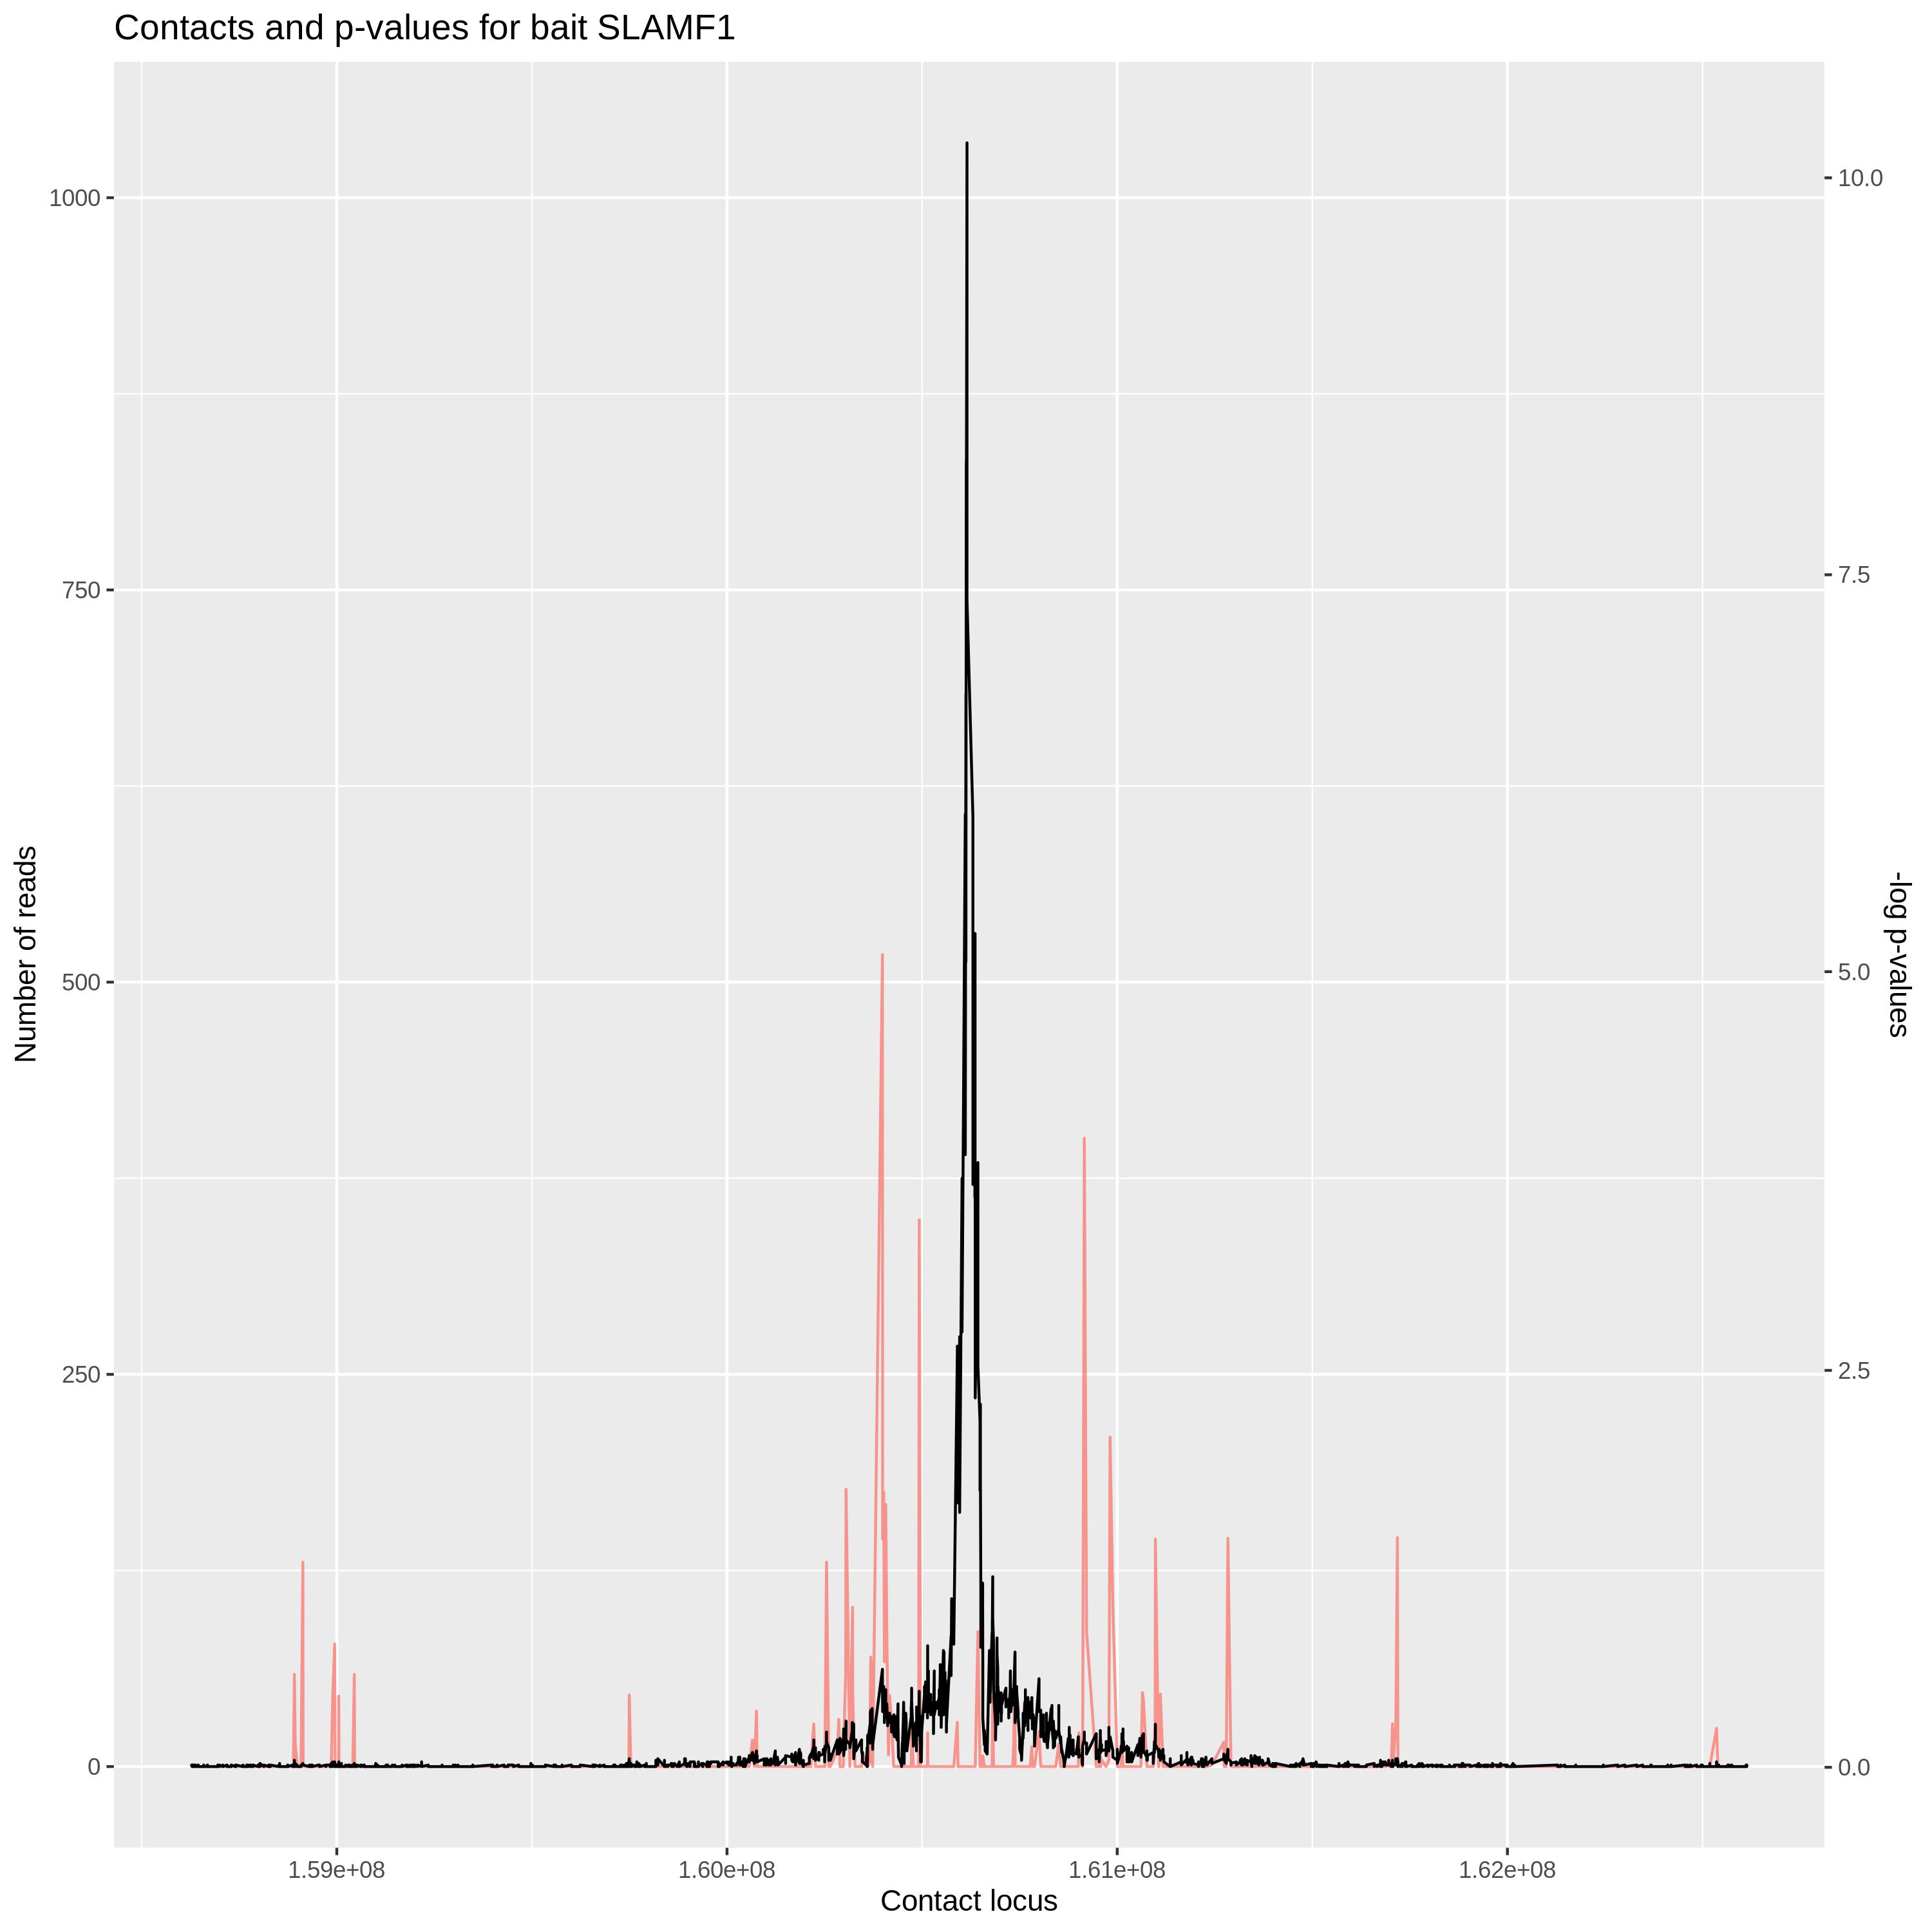 Contacts and p-values for bait SLAMF1
1000
750
500
250
0
Number of reads
10.0
7.5
5.0
2.5
0.0
-log p-values
1.59e+08
1.60e+08
1.61e+08
1.62e+08
Contact locus